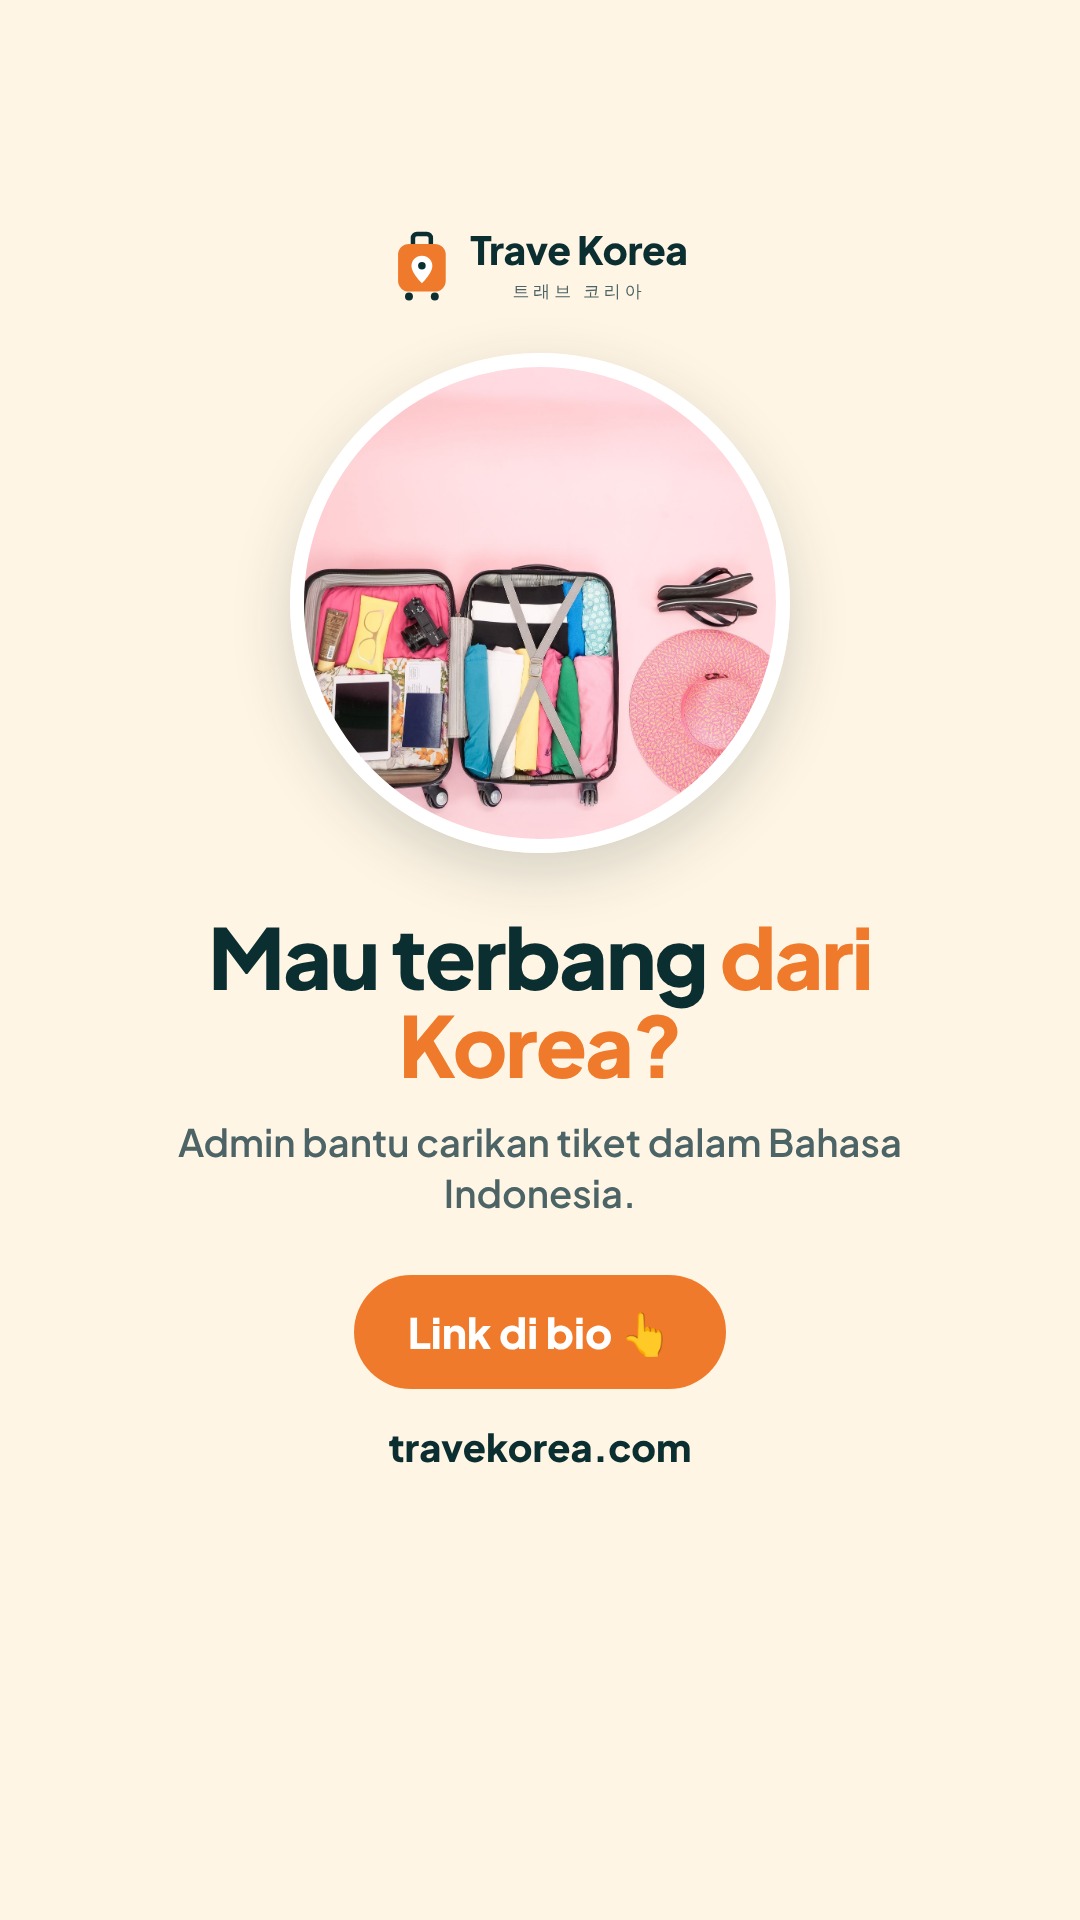 Trave Korea
트래브 코리아
Mau terbang dari
Korea?
Admin bantu carikan tiket dalam Bahasa
Indonesia.
Link di bio 👆
travekorea.com